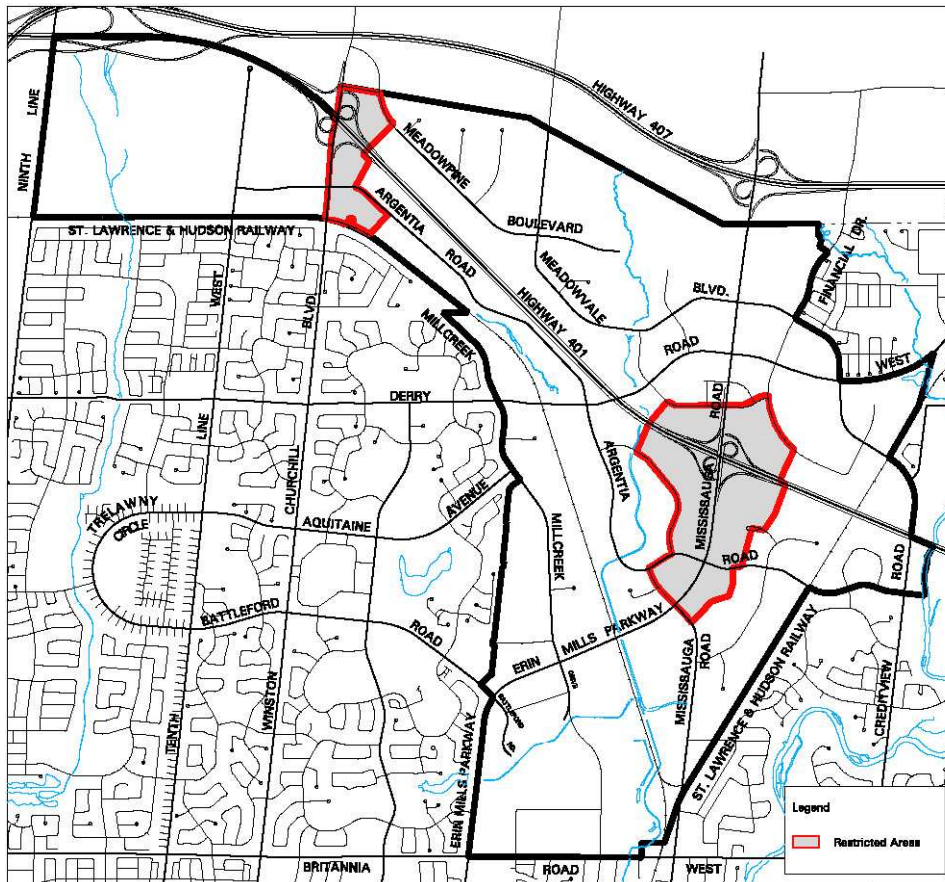 HIGHWAY 407
NINTH
LINE
MEADOWPINE
BOULEVARD
ARGENTIA
ROAD
ST. LAWRENCE & HUDSON RAILWAY
WEST
BLVD.
MEADOWVALE
BLVD.
FINANCIAL DR.
HIGHWAY 401
MILLCREEK
ROAD
WEST
DERRY
LINE
CHURCHILL
ROAD
ARGENTIA
MISSISSAUGA
AVENUE
TRELAWNY
CIRCLE
AQUITAINE
MILLCREEK
ROAD
ROAD
BATTLEFORD
ROAD
ERIN MILLS PARKWAY
MISSISSAUGA
ROAD
ST. LAWRENCE & HUDSON RAILWAY
CREDITVIEW
TENTH
WINSTON
DRIVE
BATTLEFORD
RD.
ERIN MILLS PARKWAY
BRITANNIA
ROAD
WEST
Legend
Restricted Areas